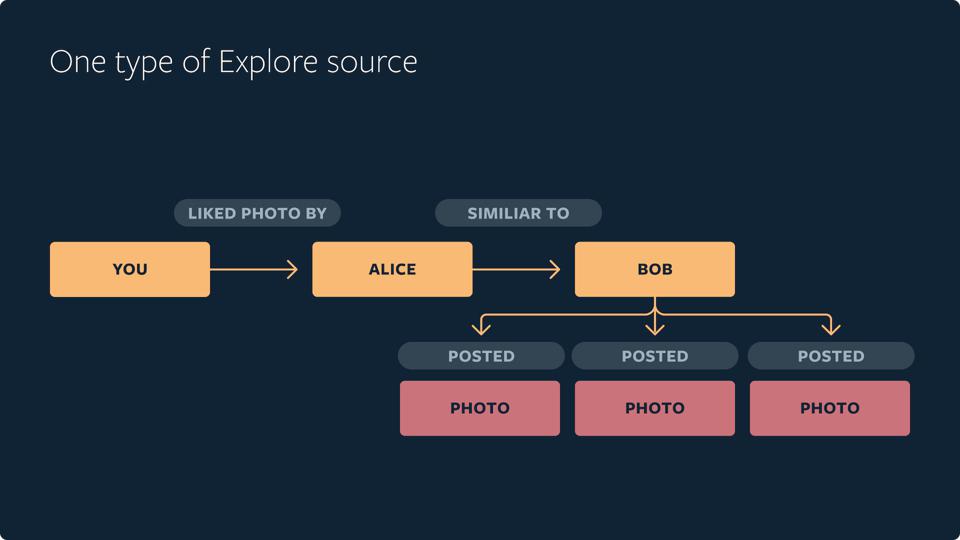 One type of Explore source
LIKED PHOTO BY
SIMILIAR TO
YOU
ALICE
BOB
POSTED
POSTED
POSTED
PHOTO
PHOTO
PHOTO